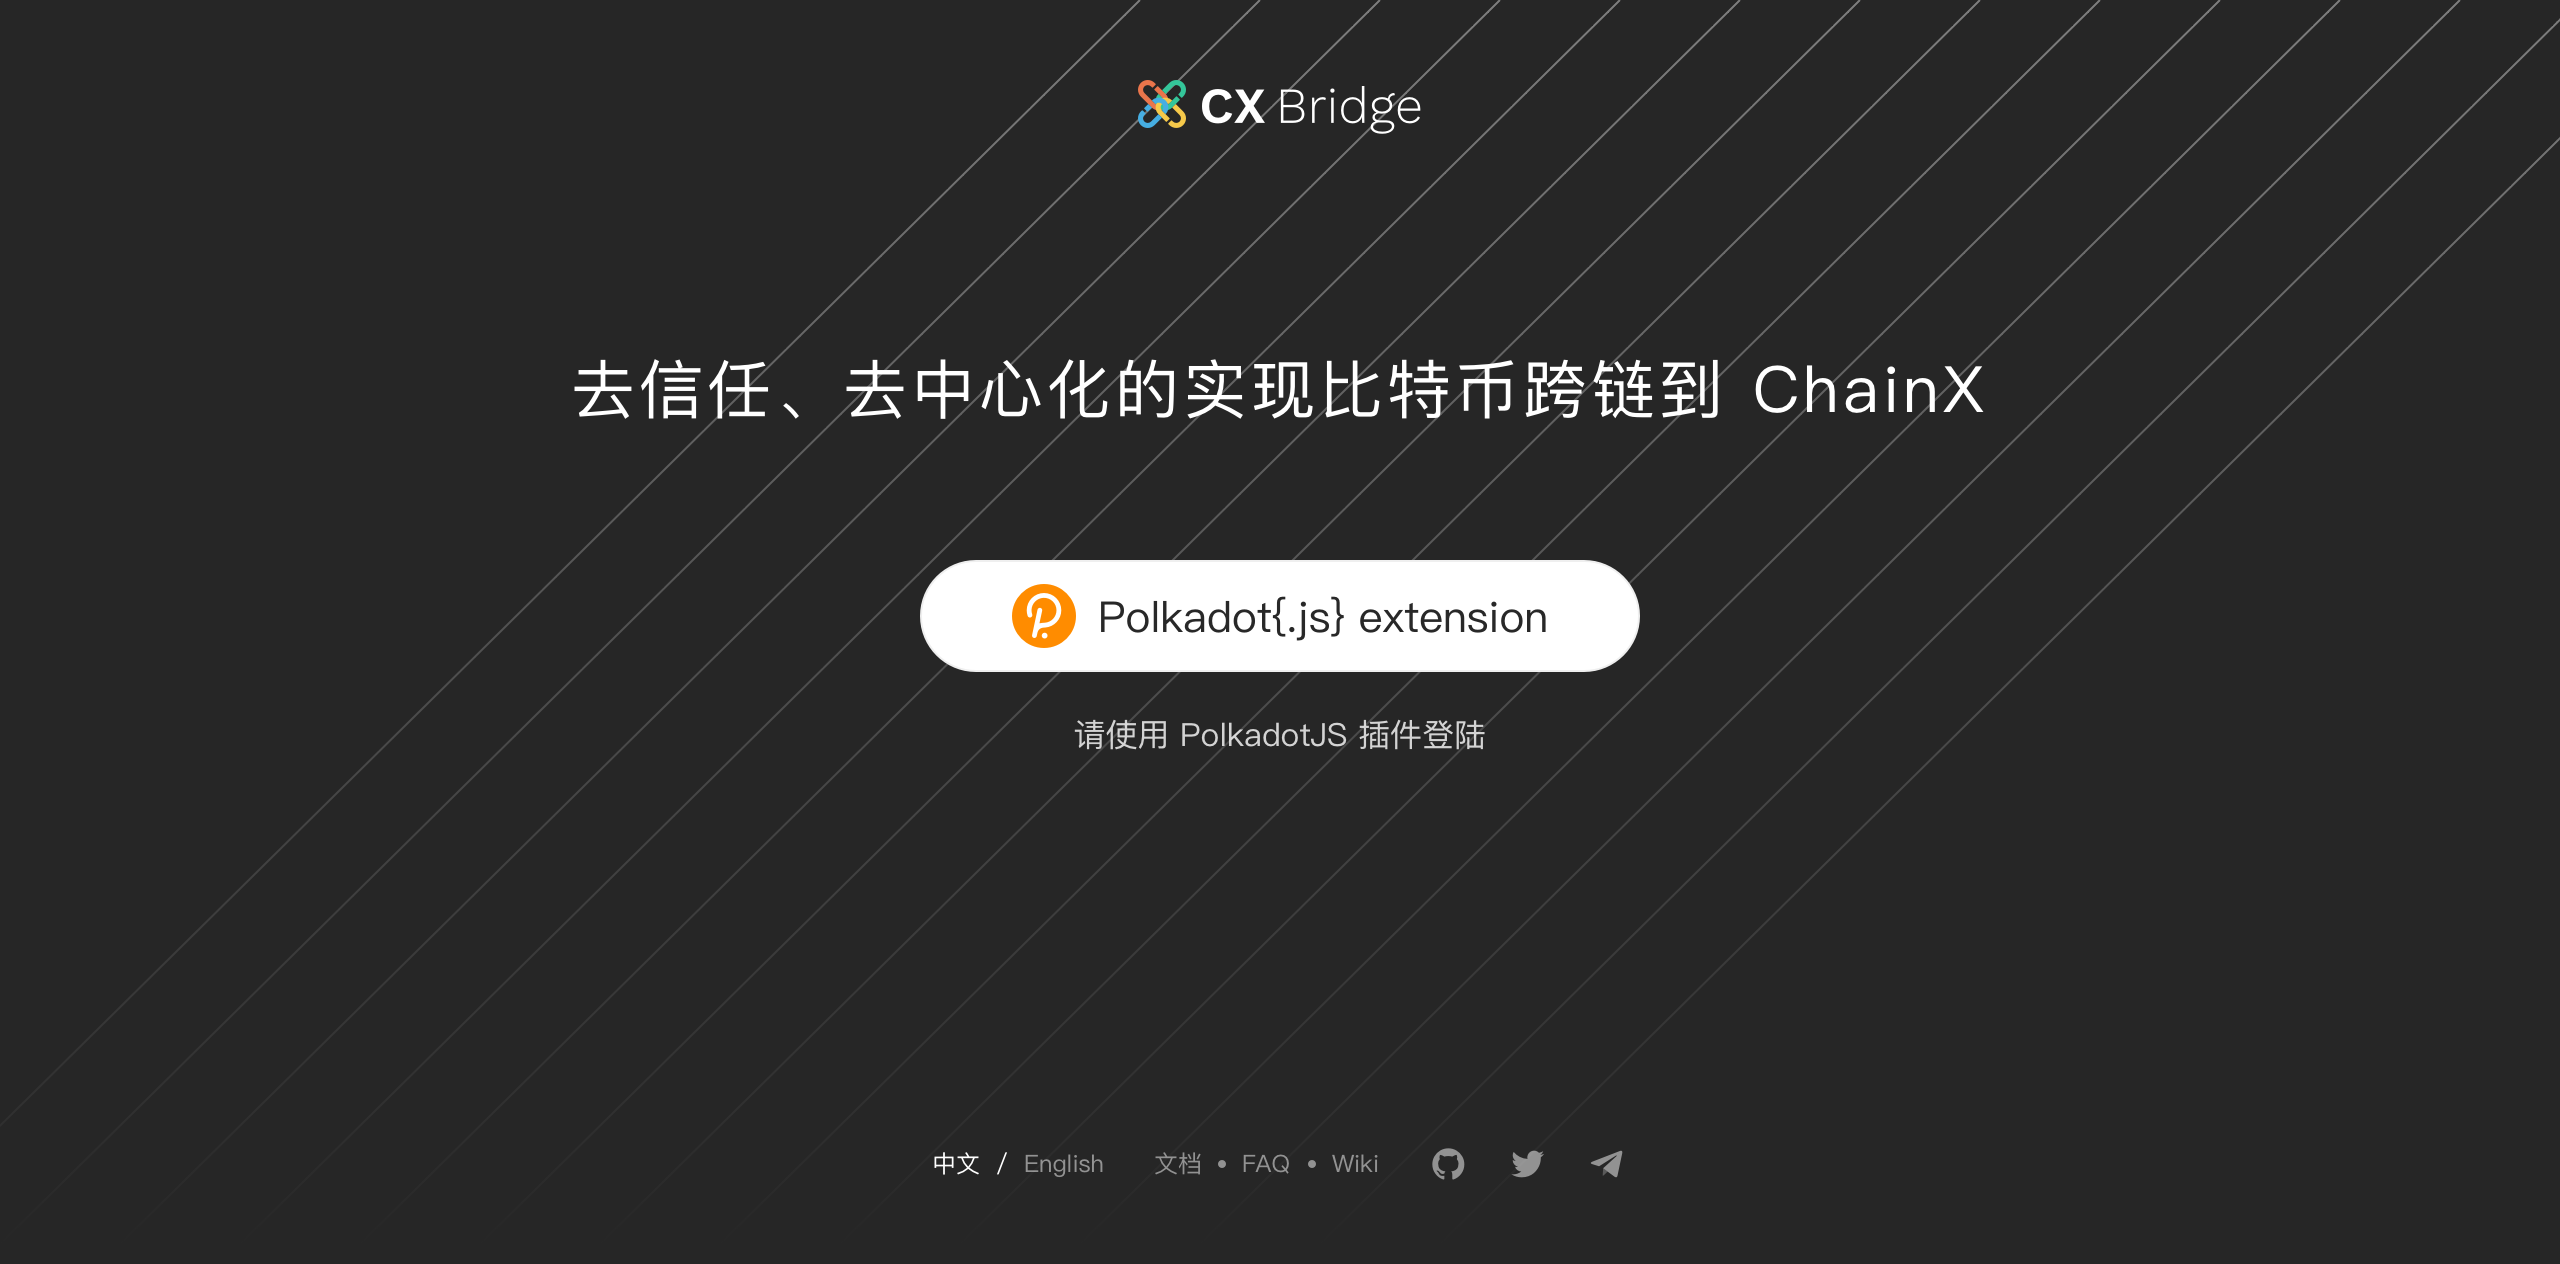 CX Bridge
去信任、去中心化的实现比特币跨链到 ChainX
Polkadot{.js} extension
请使用 PolkadotJS 插件登陆
中文 / English 文档 • FAQ • Wiki